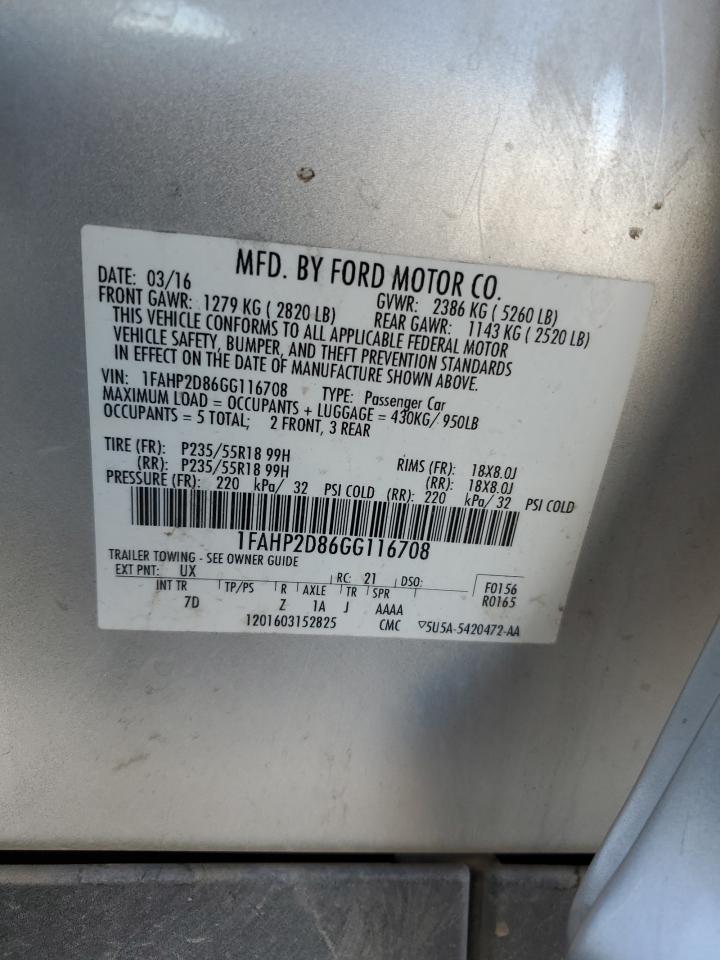 MFD. BY FORD MOTOR CO.
DATE: 03/16 GVWR: 2386 KG ( 5260 LB)
FRONT GAWR: 1279 KG ( 2820 LB) REAR GAWR: 1143 KG ( 2520 LB)
THIS VEHICLE CONFORMS TO ALL APPLICABLE FEDERAL MOTOR
VEHICLE SAFETY, BUMPER, AND THEFT PREVENTION STANDARDS
IN EFFECT ON THE DATE OF MANUFACTURE SHOWN ABOVE.
VIN: 1FAHP2D86GG116708 TYPE: Passenger Car
MAXIMUM LOAD = OCCUPANTS + LUGGAGE = 430KG/ 950LB
OCCUPANTS = 5 TOTAL; 2 FRONT, 3 REAR
TIRE (FR): P235/55R18 99H RIMS (FR): 18X8.0J
(RR): P235/55R18 99H (RR): 18X8.0J
PRESSURE (FR): 220 kPa/ 32 PSI COLD (RR): 220 kPa/ 32 PSI COLD
1FAHP2D86GG116708
TRAILER TOWING - SEE OWNER GUIDE
EXT PNT: UX RC: 21 DSO: F0156
INT TR TP/PS R AXLE TR SPR R0165
7D Z 1A J AAAA
1201603152825 CMC ▽5U5A-5420472-AA